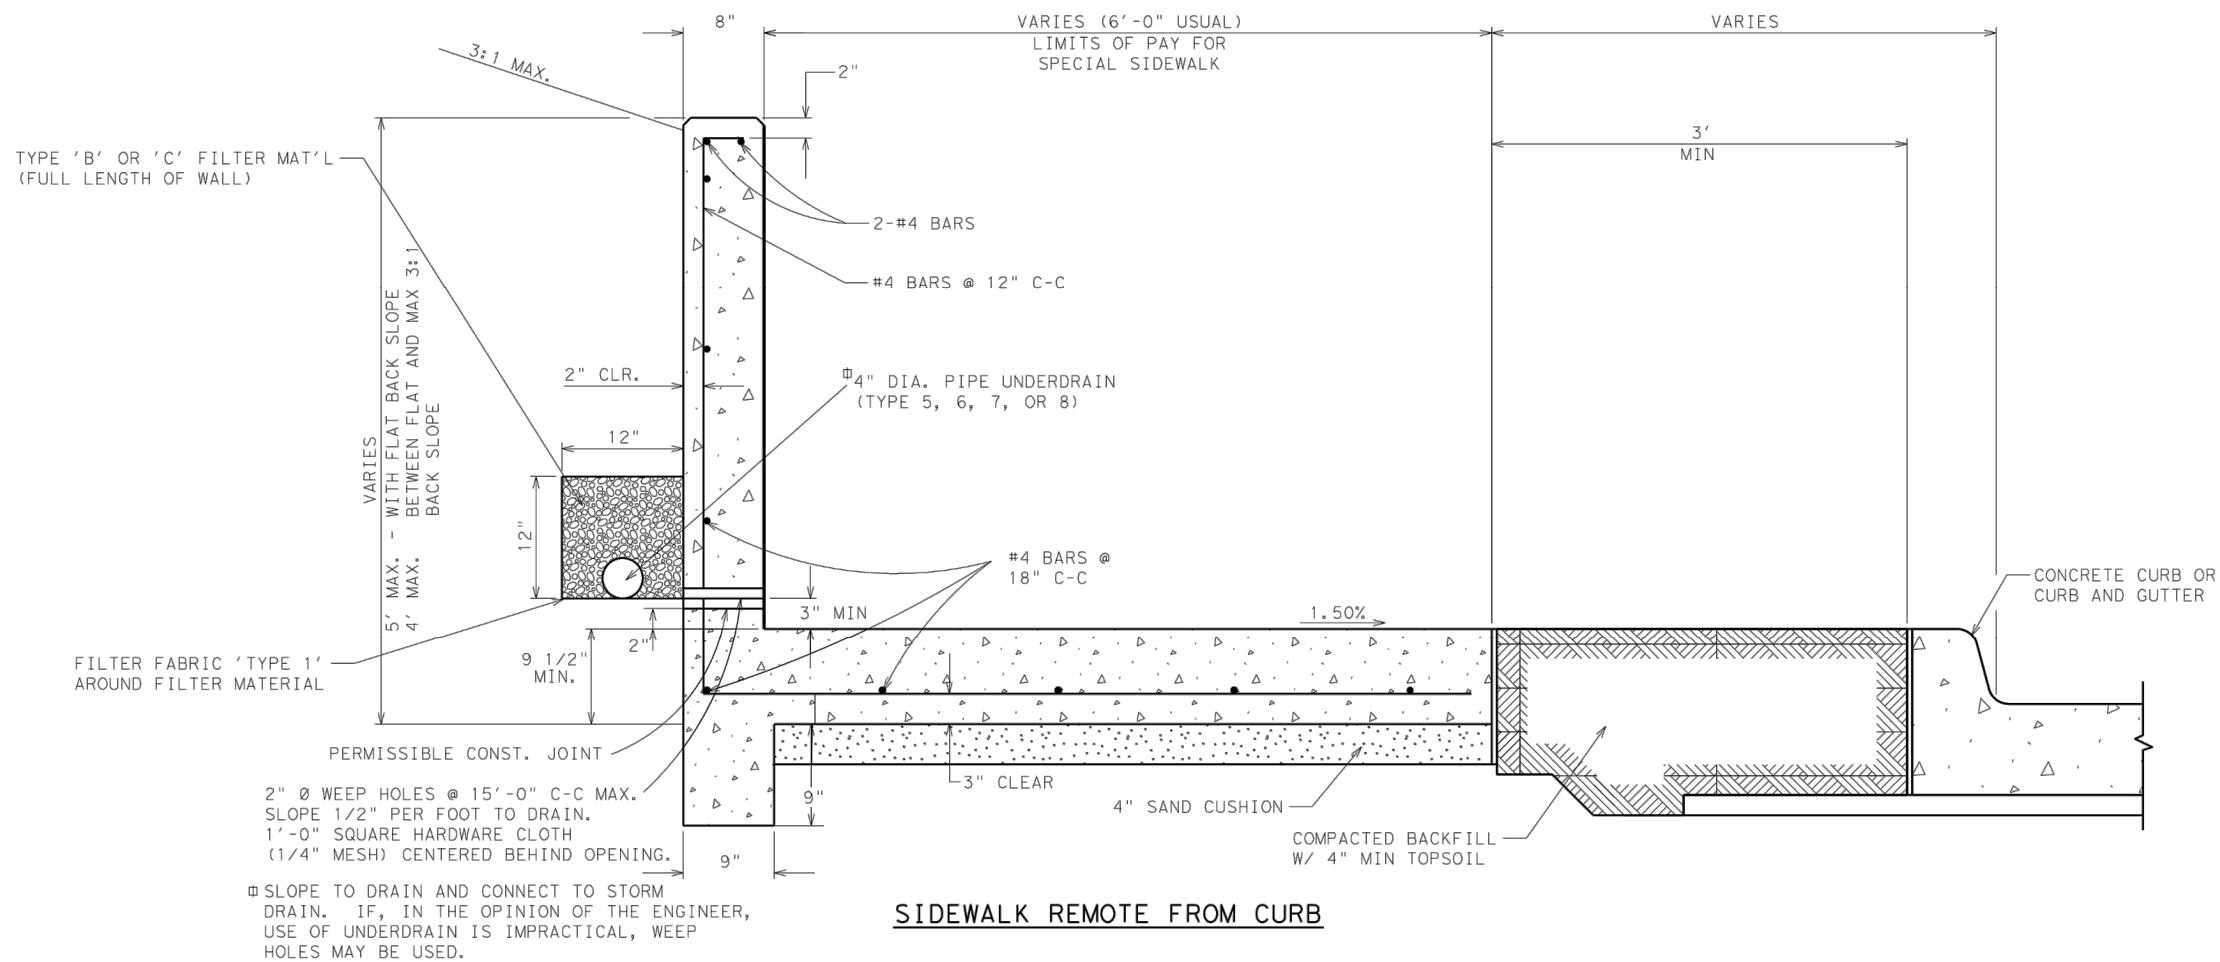 8"
VARIES (6'-0" USUAL)
LIMITS OF PAY FOR
SPECIAL SIDEWALK
VARIES
3:1 MAX.
2"
3'
MIN
TYPE 'B' OR 'C' FILTER MAT'L
(FULL LENGTH OF WALL)
2-#4 BARS
#4 BARS @ 12" C-C
2" CLR.
⌑4" DIA. PIPE UNDERDRAIN
(TYPE 5, 6, 7, OR 8)
12"
VARIES
5' MAX. - WITH FLAT BACK SLOPE
4' MAX. BETWEEN FLAT AND MAX 3:1
BACK SLOPE
12"
#4 BARS @
18" C-C
CONCRETE CURB OR
CURB AND GUTTER
3" MIN
1.50%
2"
9 1/2"
MIN.
FILTER FABRIC 'TYPE 1'
AROUND FILTER MATERIAL
PERMISSIBLE CONST. JOINT
3" CLEAR
9"
4" SAND CUSHION
2" Ø WEEP HOLES @ 15'-0" C-C MAX.
SLOPE 1/2" PER FOOT TO DRAIN.
1'-0" SQUARE HARDWARE CLOTH
(1/4" MESH) CENTERED BEHIND OPENING.
9"
COMPACTED BACKFILL
W/ 4" MIN TOPSOIL
⌑SLOPE TO DRAIN AND CONNECT TO STORM
DRAIN. IF, IN THE OPINION OF THE ENGINEER,
USE OF UNDERDRAIN IS IMPRACTICAL, WEEP
HOLES MAY BE USED.
SIDEWALK REMOTE FROM CURB